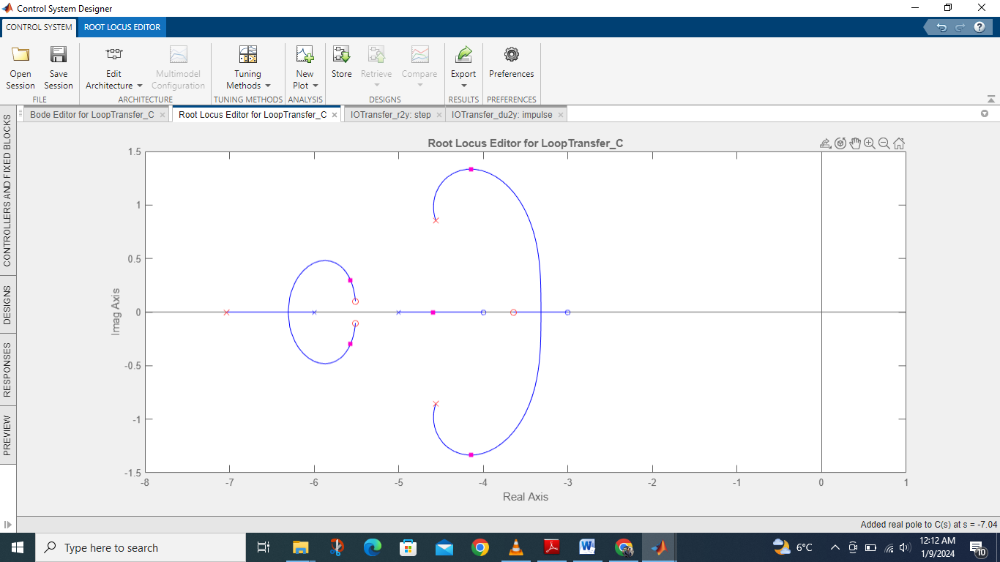 Control System Designer
CONTROL SYSTEM
ROOT LOCUS EDITOR
Open
Session
Save
Session
Edit
Architecture
Multimodel
Configuration
Tuning
Methods
New
Plot
Store
Retrieve
Compare
Export
Preferences
FILE
ARCHITECTURE
TUNING METHODS
ANALYSIS
DESIGNS
RESULTS
PREFERENCES
Bode Editor for LoopTransfer_C
Root Locus Editor for LoopTransfer_C
IOTransfer_r2y: step
IOTransfer_du2y: impulse
CONTROLLERS AND FIXED BLOCKS
DESIGNS
RESPONSES
PREVIEW
Root Locus Editor for LoopTransfer_C
1.5
1
0.5
0
-0.5
-1
-1.5
Imag Axis
-8 -7 -6 -5 -4 -3 -2 -1 0 1
Real Axis
Added real pole to C(s) at s = -7.04
Type here to search
6°C
12:12 AM
1/9/2024
10